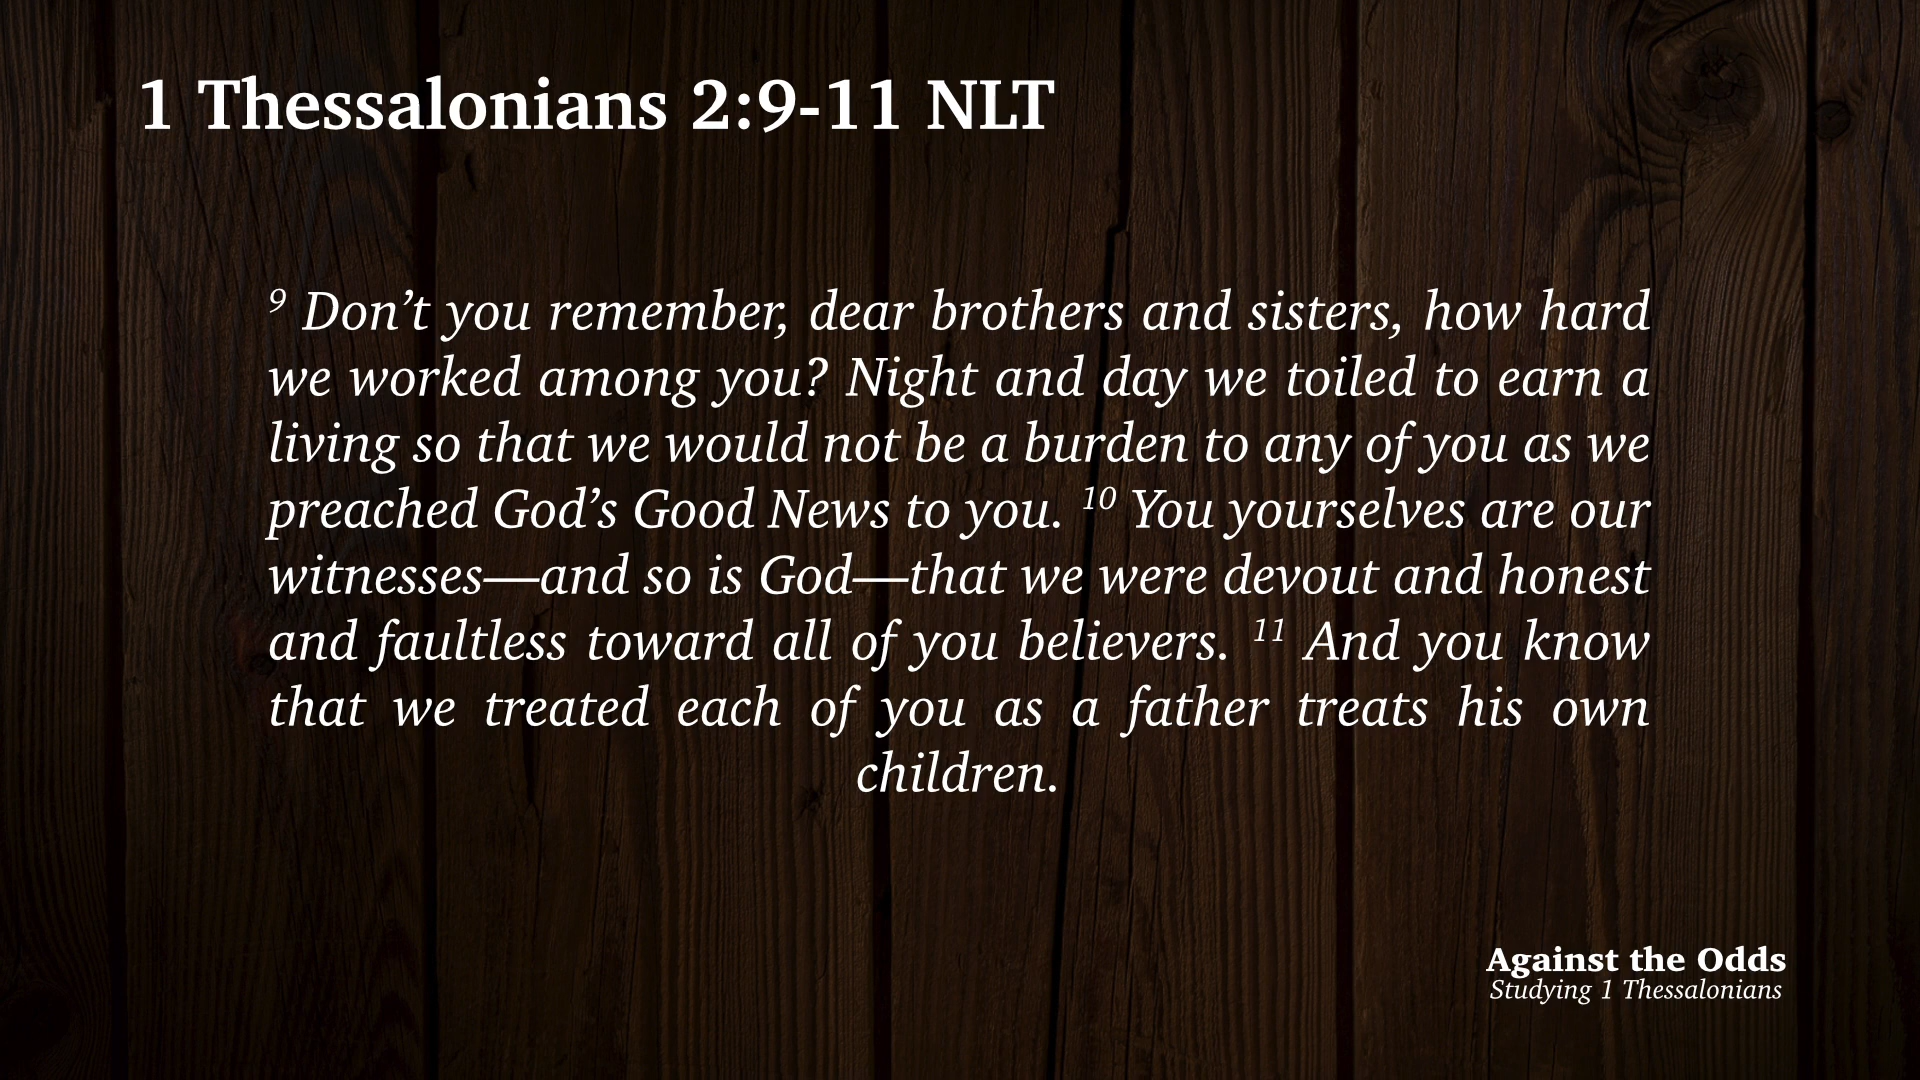 1 Thessalonians 2:9-11 NLT
⁹ Don’t you remember, dear brothers and sisters, how hard
we worked among you? Night and day we toiled to earn a
living so that we would not be a burden to any of you as we
preached God’s Good News to you. ¹⁰ You yourselves are our
witnesses—and so is God—that we were devout and honest
and faultless toward all of you believers. ¹¹ And you know
that we treated each of you as a father treats his own
children.
Against the Odds
Studying 1 Thessalonians